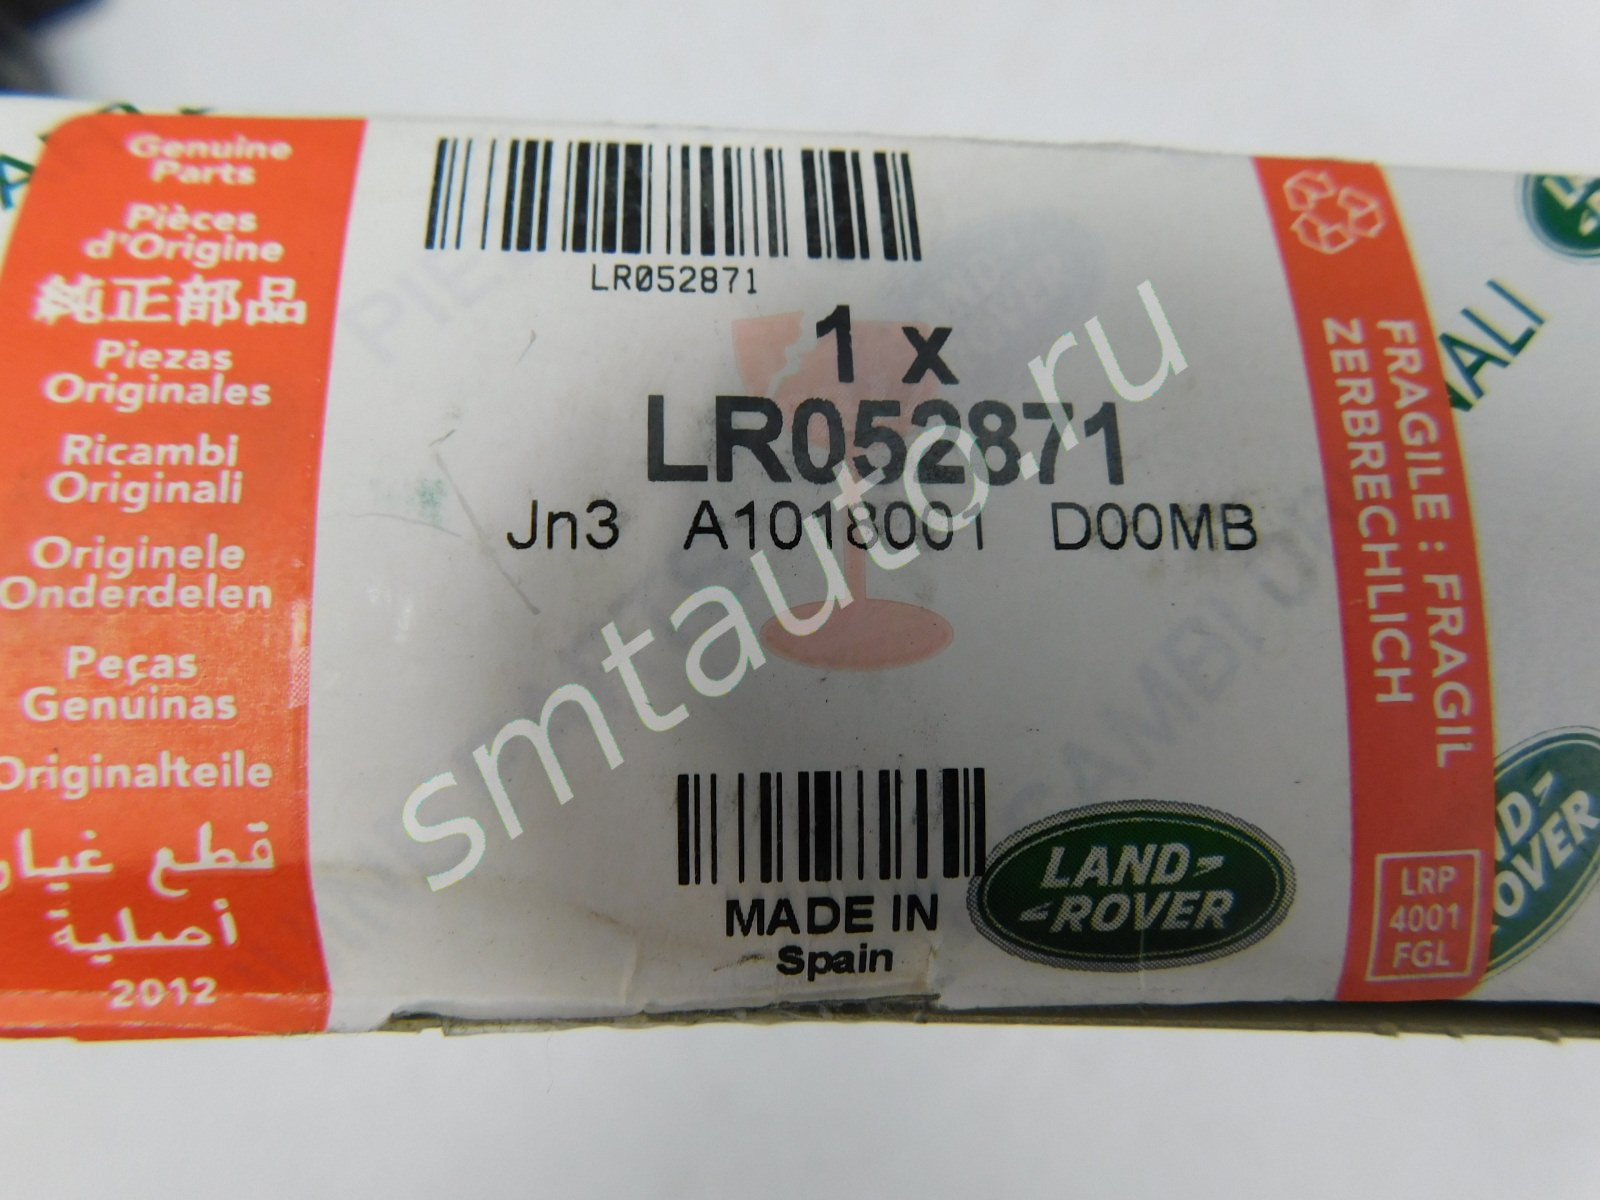 Genuine
Parts
Pièces
d'Origine
純正部品
Piezas
Originales
Ricambi
Originali
Originele
Onderdelen
Peças
Genuinas
Originalteile
قطع غيار
أصلية
2012
LR052871
1 x
LR052871
Jn3 A1018001 D00MB
smtauto.ru
MADE IN
Spain
LAND
ROVER
FRAGILE : FRAGIL
ZERBRECHLICH
LRP
4001
FGL
NALI
ROVER